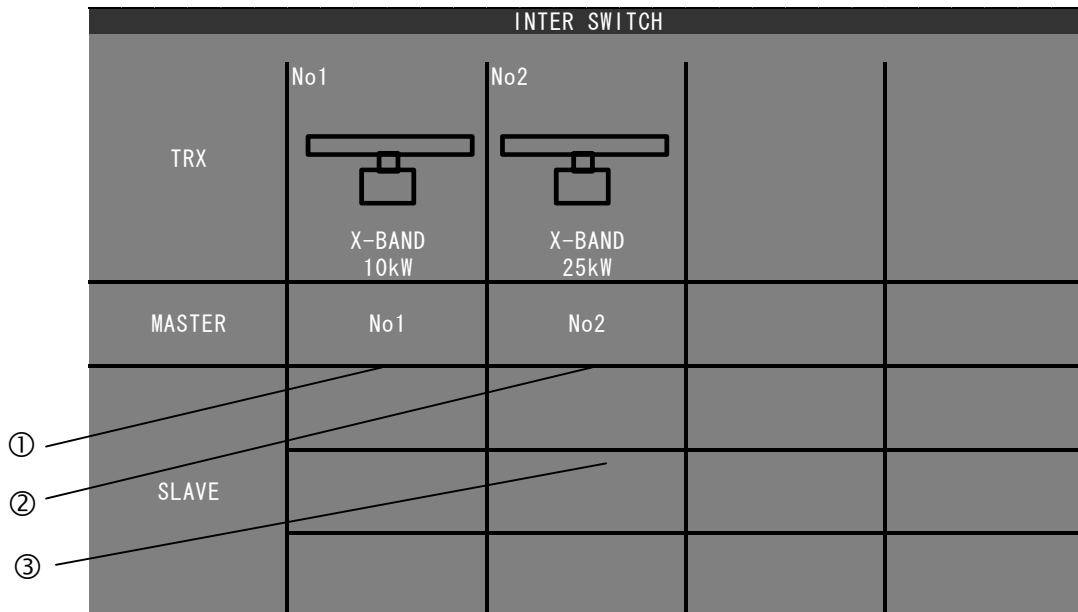 INTER SWITCH
No1 No2
TRX
X-BAND X-BAND
10kW 25kW
MASTER No1 No2
①
SLAVE
②
③